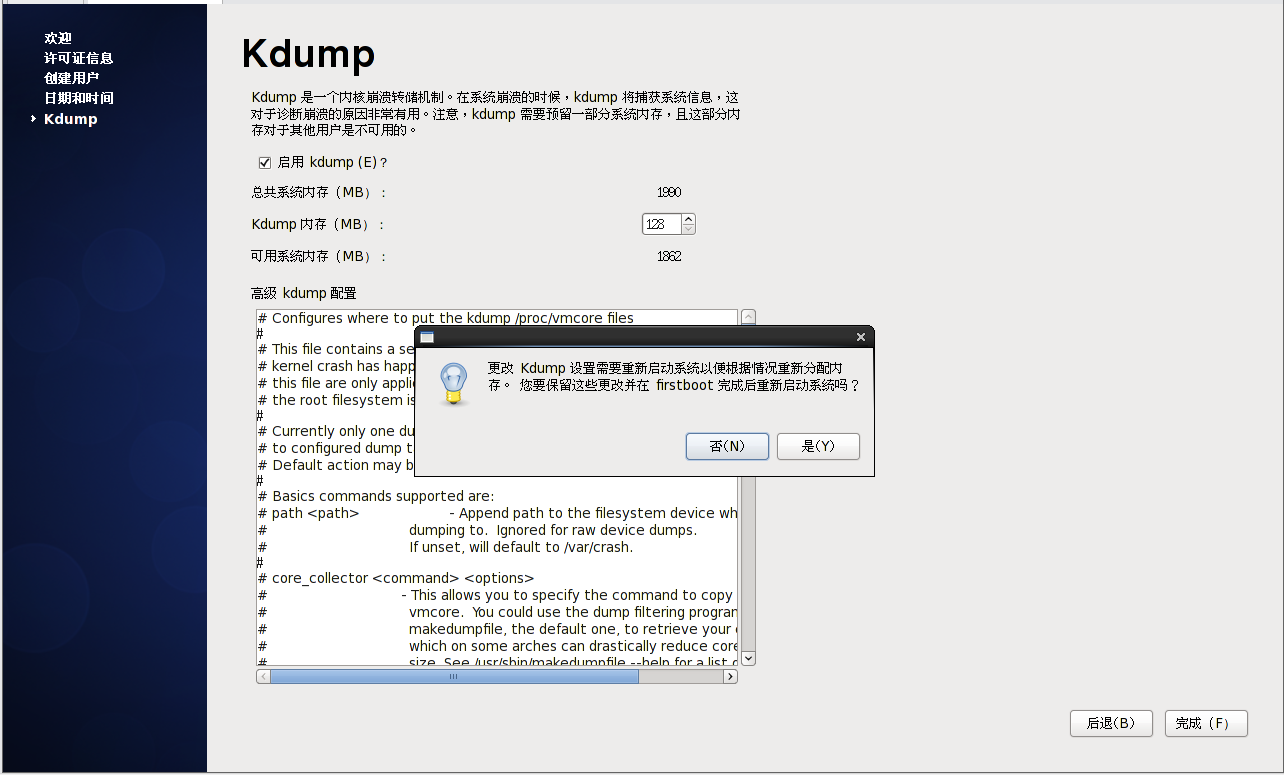 欢迎
许可证信息
创建用户
日期和时间
Kdump
Kdump
Kdump 是一个内核崩溃转储机制。在系统崩溃的时候，kdump 将捕获系统信息，这
对于诊断崩溃的原因非常有用。注意，kdump 需要预留一部分系统内存，且这部分内
存对于其他用户是不可用的。
启用 kdump (E)？
总共系统内存（MB）：
1990
Kdump 内存（MB）：
128
可用系统内存（MB）：
1862
高级 kdump 配置
# Configures where to put the kdump /proc/vmcore files
#
# This file contains a se
# kernel crash has happ
# this file are only applic
# the root filesystem is
#
# Currently only one du
# to configured dump t
# Default action may b
#
# Basics commands supported are:
# path <path> - Append path to the filesystem device wh
# dumping to. Ignored for raw device dumps.
# If unset, will default to /var/crash.
#
# core_collector <command> <options>
# - This allows you to specify the command to copy
# vmcore. You could use the dump filtering program
# makedumpfile, the default one, to retrieve your
# which on some arches can drastically reduce core
# size. See /usr/sbin/makedumpfile --help for a list
更改 Kdump 设置需要重新启动系统以便根据情况重新分配内
存。 您要保留这些更改并在 firstboot 完成后重新启动系统吗？
否(N)
是(Y)
后退(B)
完成（F）